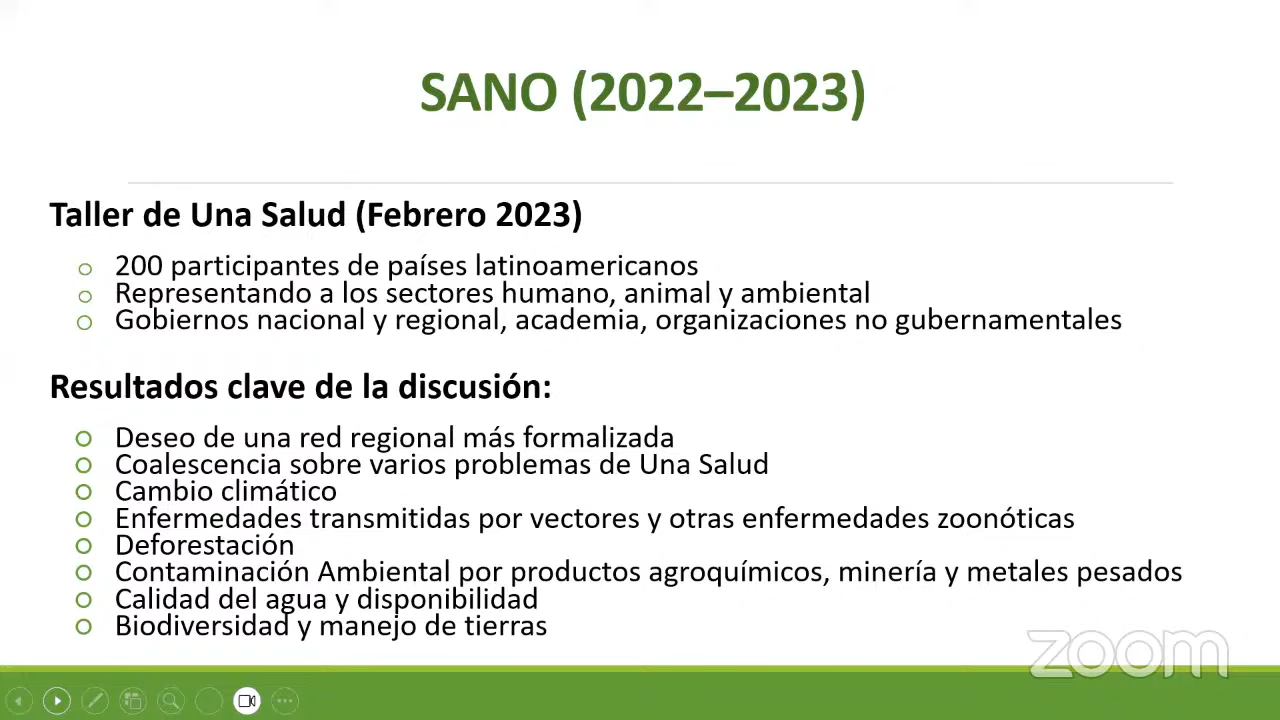 SANO (2022–2023)
Taller de Una Salud (Febrero 2023)
200 participantes de países latinoamericanos
Representando a los sectores humano, animal y ambiental
Gobiernos nacional y regional, academia, organizaciones no gubernamentales
Resultados clave de la discusión:
Deseo de una red regional más formalizada
Coalescencia sobre varios problemas de Una Salud
Cambio climático
Enfermedades transmitidas por vectores y otras enfermedades zoonóticas
Deforestación
Contaminación Ambiental por productos agroquímicos, minería y metales pesados
Calidad del agua y disponibilidad
Biodiversidad y manejo de tierras
zoom